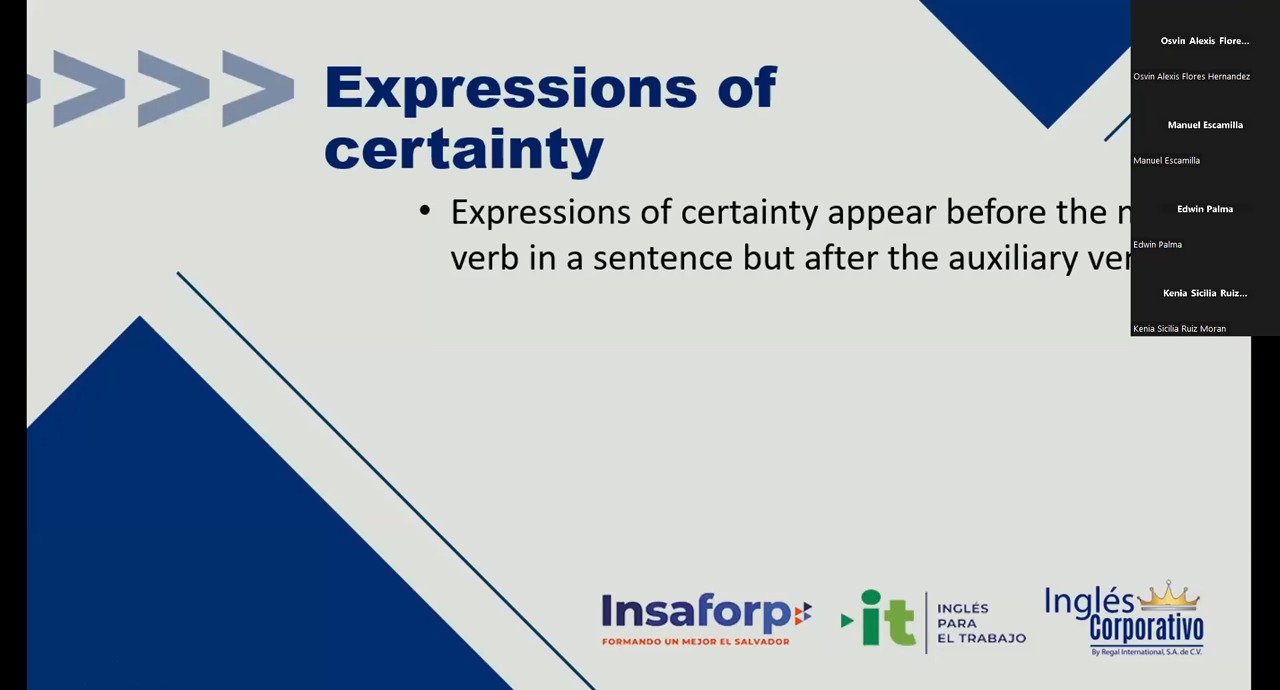 Expressions of
certainty
• Expressions of certainty appear before the
verb in a sentence but after the auxiliary
Osvin Alexis Flore...
Osvin Alexis Flores Hernandez
Manuel Escamilla
Manuel Escamilla
Edwin Palma
Edwin Palma
Kenia Sicilia Ruiz...
Kenia Sicilia Ruiz Moran
Insaforp
FORMANDO UN MEJOR EL SALVADOR
it
INGLÉS
PARA
EL TRABAJO
Inglés
Corporativo
By Regal International, S.A. de C.V.